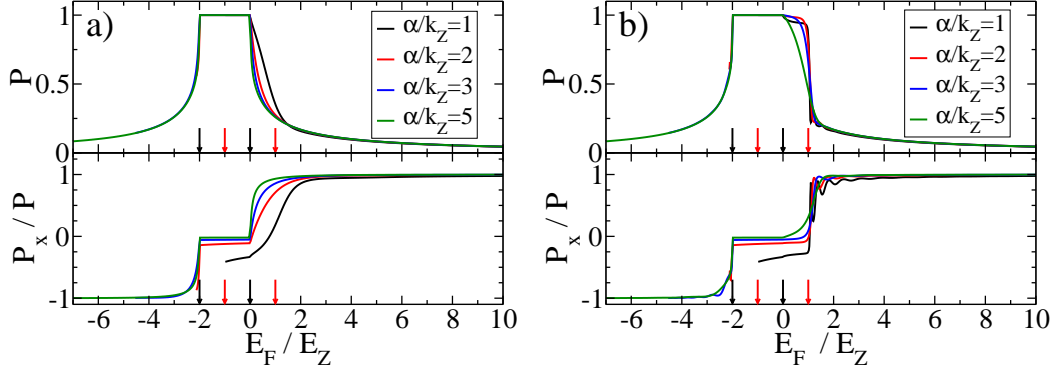 a)
P
1
0.5
0
α/k_Z=1
α/k_Z=2
α/k_Z=3
α/k_Z=5
P_x / P
1
0
-1
-6 -4 -2 0 2 4 6 8 10
E_F / E_Z
b)
P
1
0.5
0
α/k_Z=1
α/k_Z=2
α/k_Z=3
α/k_Z=5
P_x / P
1
0
-1
-6 -4 -2 0 2 4 6 8 10
E_F / E_Z